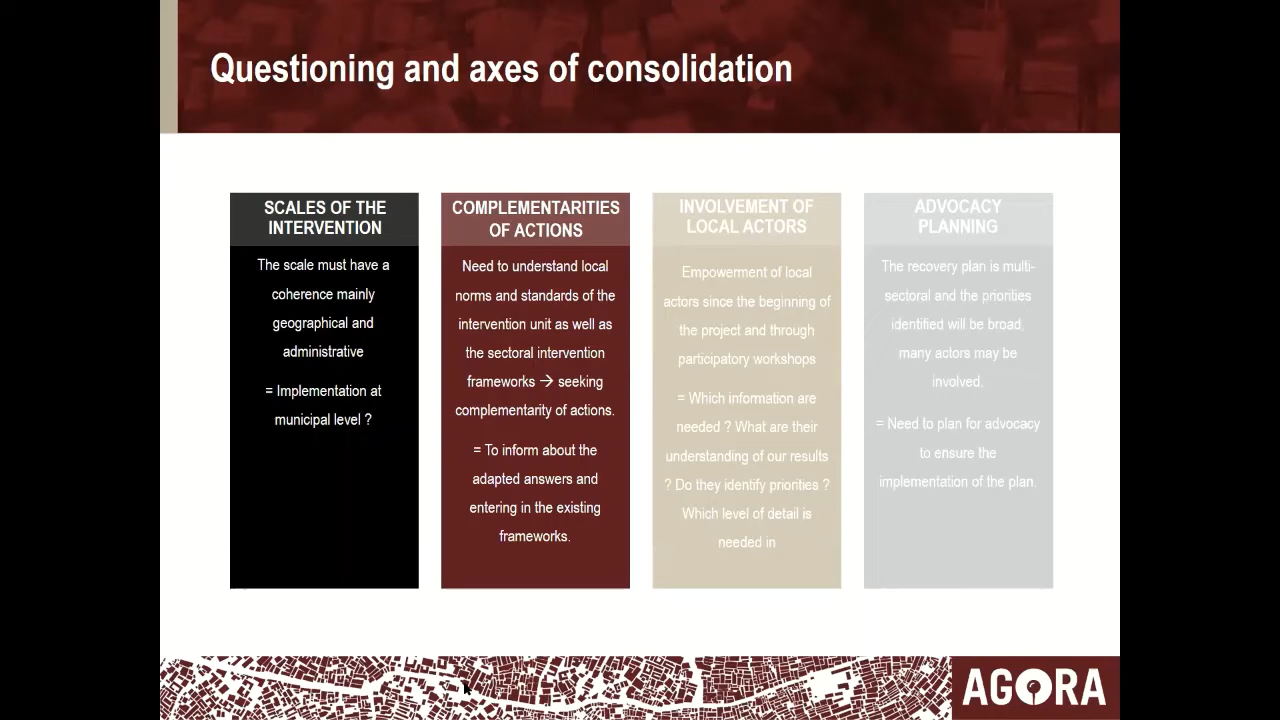 Questioning and axes of consolidation
SCALES OF THE
INTERVENTION
The scale must have a
coherence mainly
geographical and
administrative
= Implementation at
municipal level ?
COMPLEMENTARITIES
OF ACTIONS
Need to understand local
norms and standards of the
intervention unit as well as
the sectoral intervention
frameworks → seeking
complementarity of actions.
= To inform about the
adapted answers and
entering in the existing
frameworks.
INVOLVEMENT OF
LOCAL ACTORS
Empowerment of local
actors since the beginning of
the project and through
participatory workshops
= Which information are
needed ? What are their
understanding of our results
? Do they identify priorities ?
Which level of detail is
needed in
ADVOCACY
PLANNING
The recovery plan is multi-
sectoral and the priorities
identified will be broad,
many actors may be
involved.
= Need to plan for advocacy
to ensure the
implementation of the plan.
AGORA